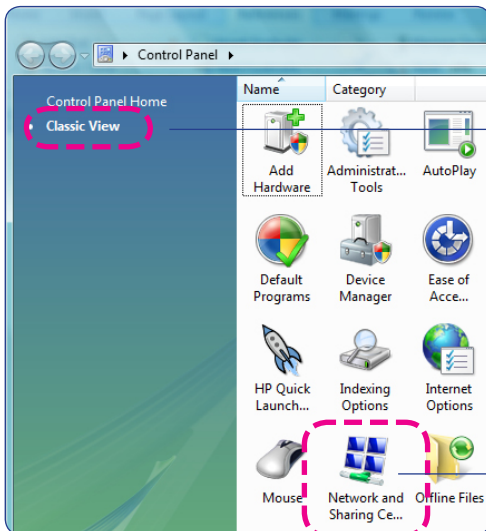 Control Panel
Name Category
Control Panel Home
Classic View
Add Hardware
Administrat... Tools
AutoPlay
Default Programs
Device Manager
Ease of Acce...
HP Quick Launch...
Indexing Options
Internet Options
Mouse
Network and Sharing Ce...
Offline Files